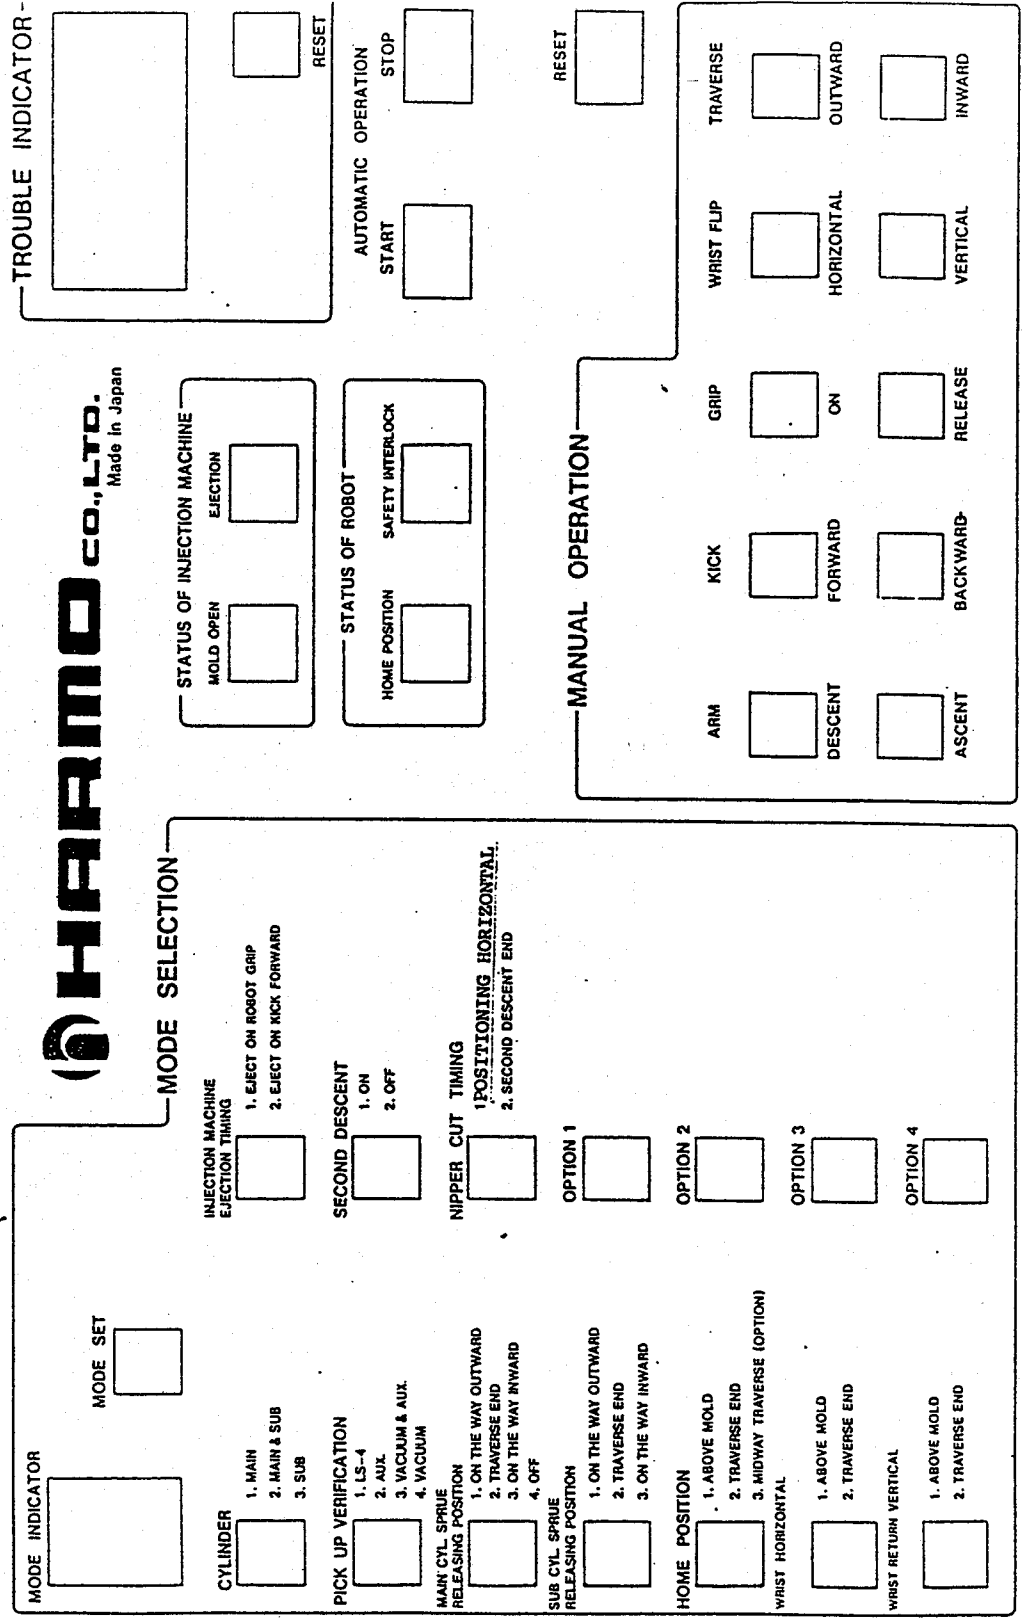 HARMO CO.,LTD.
Made in Japan
MODE INDICATOR
MODE SET
MODE SELECTION
CYLINDER
1. MAIN
2. MAIN & SUB
3. SUB
PICK UP VERIFICATION
1. LS-4
2. AUX.
3. VACUUM & AUX.
4. VACUUM
MAIN CYL. SPRUE
RELEASING POSITION
1. ON THE WAY OUTWARD
2. TRAVERSE END
3. ON THE WAY INWARD
4. OFF
SUB CYL. SPRUE
RELEASING POSITION
1. ON THE WAY OUTWARD
2. TRAVERSE END
3. ON THE WAY INWARD
HOME POSITION
1. ABOVE MOLD
2. TRAVERSE END
3. MIDWAY TRAVERSE (OPTION)
WRIST HORIZONTAL
1. ABOVE MOLD
2. TRAVERSE END
WRIST RETURN VERTICAL
1. ABOVE MOLD
2. TRAVERSE END
INJECTION MACHINE
EJECTION TIMING
1. EJECT ON ROBOT GRIP
2. EJECT ON KICK FORWARD
SECOND DESCENT
1. ON
2. OFF
NIPPER CUT TIMING
1POSITIONING HORIZONTAL
2. SECOND DESCENT END
OPTION 1
OPTION 2
OPTION 3
OPTION 4
STATUS OF INJECTION MACHINE
MOLD OPEN
EJECTION
STATUS OF ROBOT
HOME POSITION
SAFETY INTERLOCK
TROUBLE INDICATOR
RESET
AUTOMATIC OPERATION
START
STOP
RESET
MANUAL OPERATION
ARM
KICK
GRIP
WRIST FLIP
TRAVERSE
DESCENT
FORWARD
ON
HORIZONTAL
OUTWARD
ASCENT
BACKWARD
RELEASE
VERTICAL
INWARD